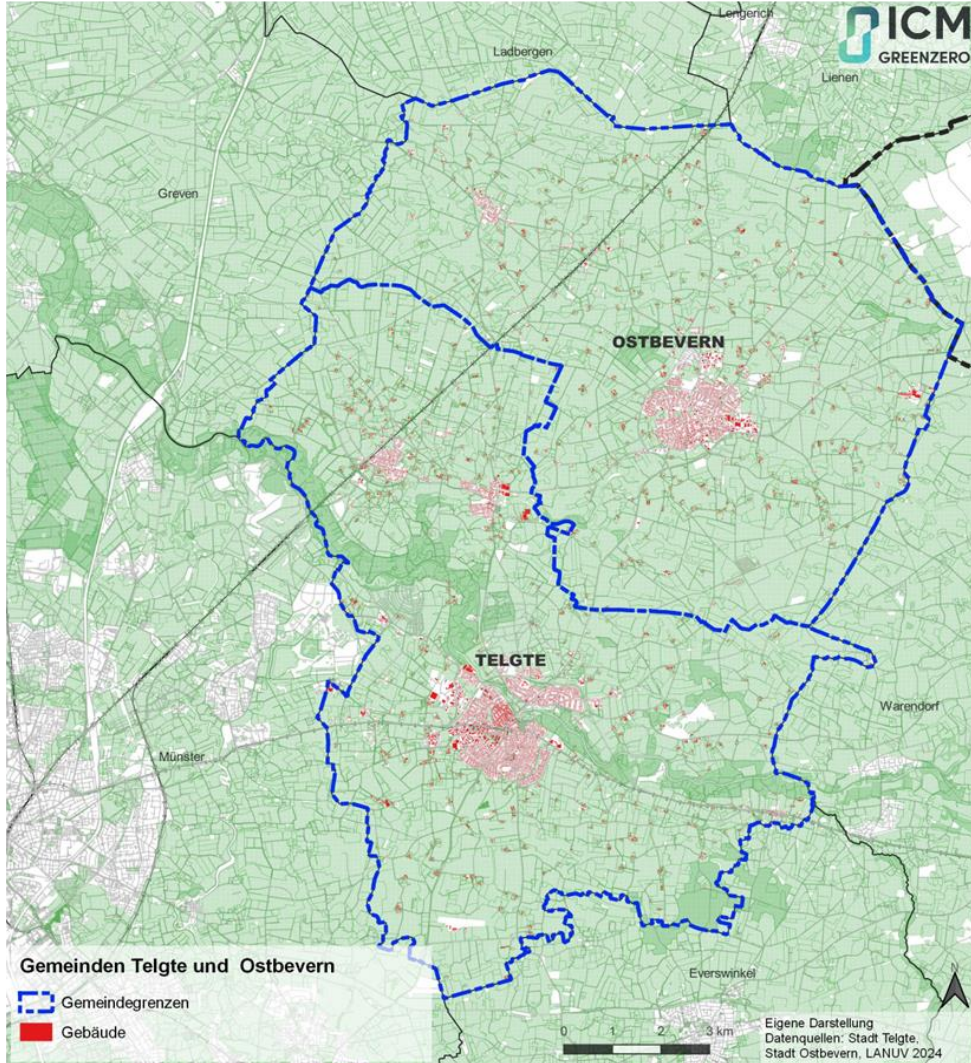 Lengerich
ICM
GREENZERO
Ladbergen
Lienen
Greven
OSTBEVERN
TELGTE
Warendorf
Münster
Everswinkel
Gemeinden Telgte und Ostbevern
Gemeindegrenzen
Gebäude
0 1 2 3 km
N
Eigene Darstellung
Datenquellen: Stadt Telgte,
Stadt Ostbevern, LANUV 2024